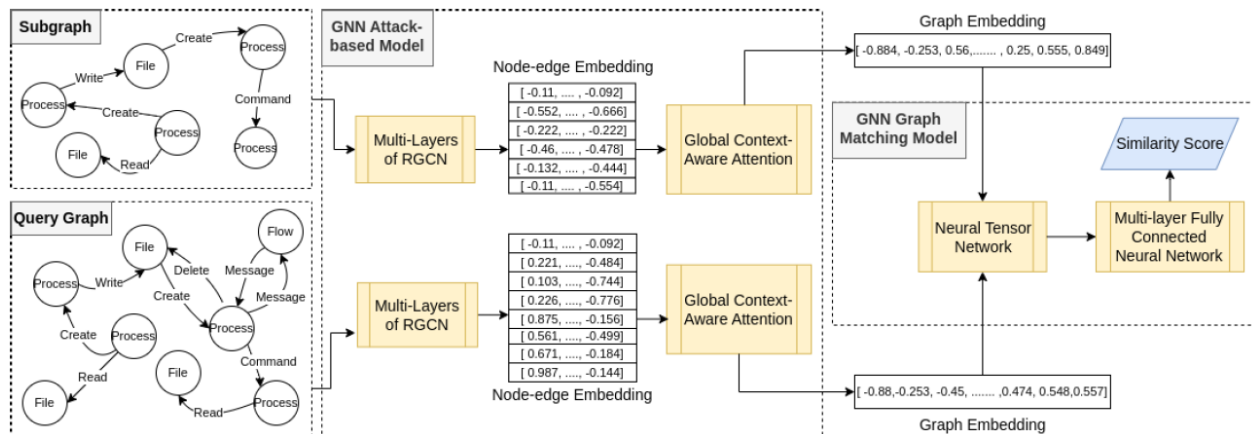 Subgraph
Create
Process
File
Write
Process
Create
Command
Process
File
Read
Process
Query Graph
File
Flow
Delete
Message
Process
Write
Create
Message
Process
Create
Process
Command
Read
File
File
Read
Process
GNN Attack-
based Model
Multi-Layers
of RGCN
Node-edge Embedding
[ -0.11, .... , -0.092]
[ -0.552, .... , -0.666]
[ -0.222, .... , -0.222]
[ -0.46, .... , -0.478]
[ -0.132, .... , -0.444]
[ -0.11, .... , -0.554]
Global Context-
Aware Attention
Multi-Layers
of RGCN
[ -0.11, .... , -0.092]
[ 0.221, ...., -0.484]
[ 0.103, ...., -0.744]
[ 0.226, ...., -0.776]
[ 0.875, ...., -0.156]
[ 0.561, ...., -0.499]
[ 0.671, ...., -0.184]
[ 0.987, ...., -0.144]
Node-edge Embedding
Global Context-
Aware Attention
Graph Embedding
[ -0.884, -0.253, 0.56,....... , 0.25, 0.555, 0.849]
GNN Graph
Matching Model
Similarity Score
Neural Tensor
Network
Multi-layer Fully
Connected
Neural Network
[ -0.88,-0.253, -0.45, ....... ,0.474, 0.548,0.557]
Graph Embedding